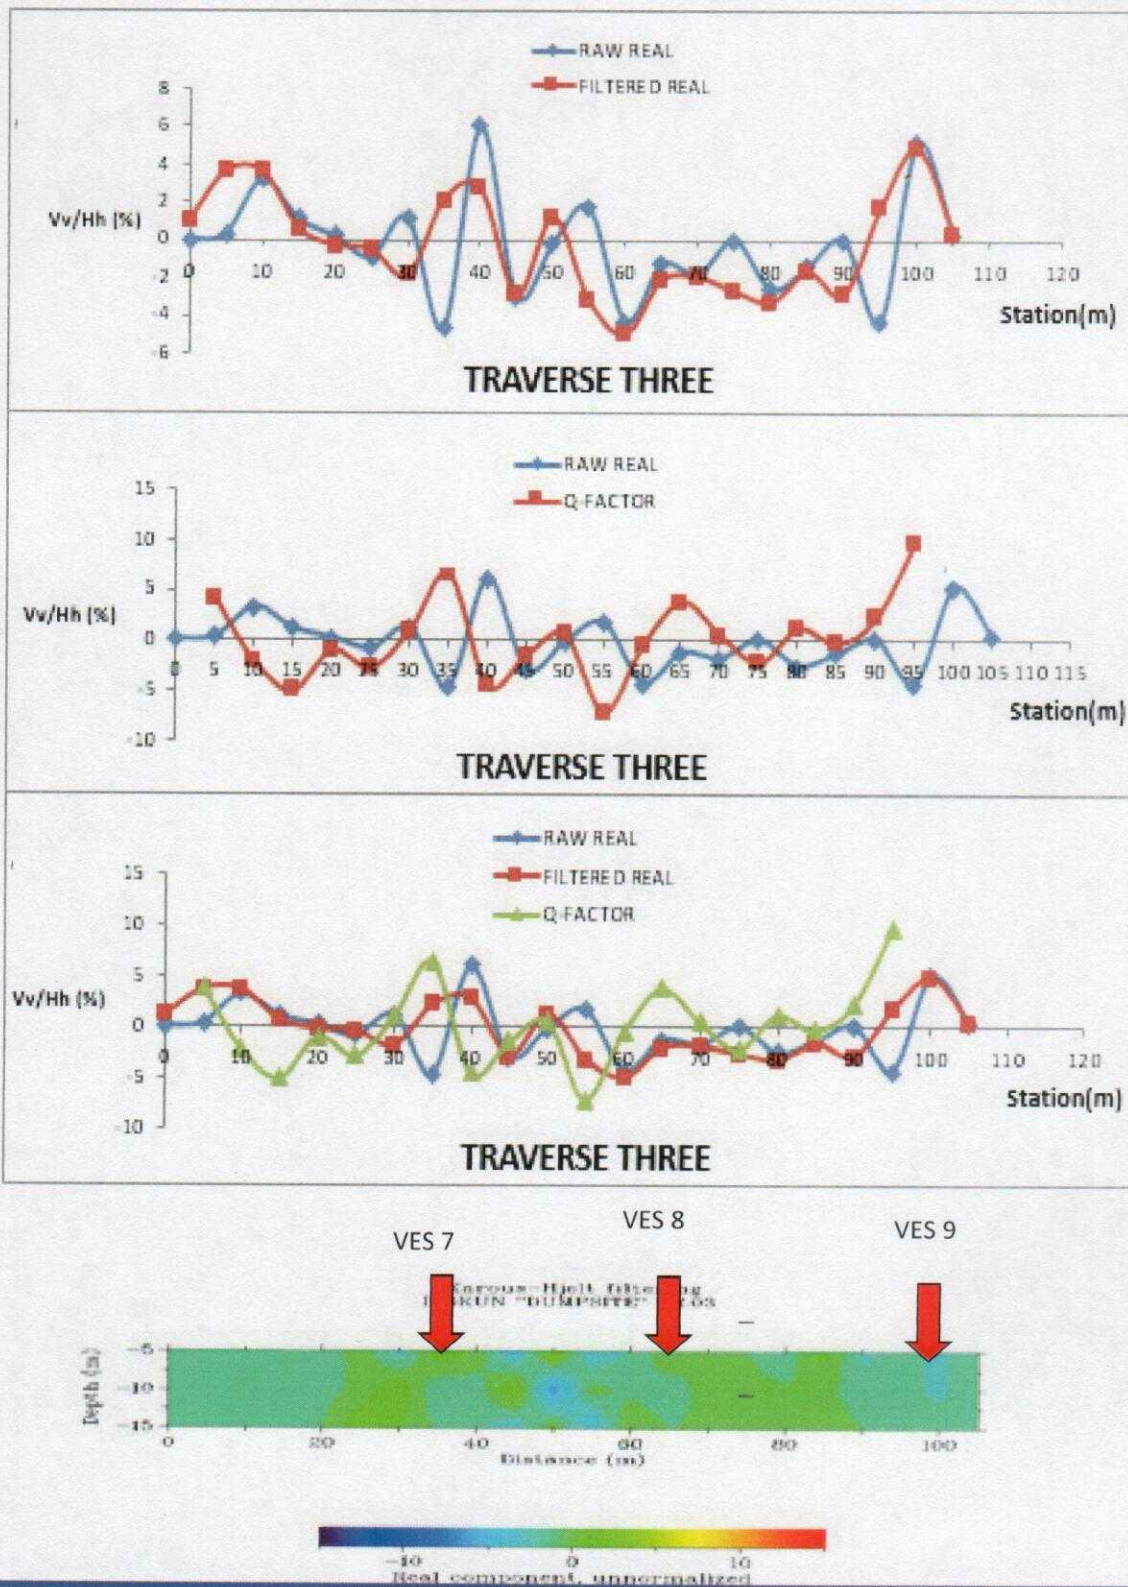 RAW REAL
FILTERED REAL
8
6
4
2
0
-2
-4
-6
Vv/Hh (%)
0 10 20 30 40 50 60 70 80 90 100 110 120
Station(m)
TRAVERSE THREE
RAW REAL
Q-FACTOR
15
10
5
0
-5
-10
Vv/Hh (%)
0 5 10 15 20 25 30 35 40 45 50 55 60 65 70 75 80 85 90 95 100 105 110 115
Station(m)
TRAVERSE THREE
RAW REAL
FILTERED REAL
Q-FACTOR
15
10
5
0
-5
-10
Vv/Hh (%)
0 10 20 30 40 50 60 70 80 90 100 110 120
Station(m)
TRAVERSE THREE
VES 7
VES 8
VES 9
Karous-Hjelt filtering
"DUMPSITE"
-5
-10
-15
Depth (m)
0 20 40 60 80 100
Distance (m)
-10 0 10
Real component, unnormalized